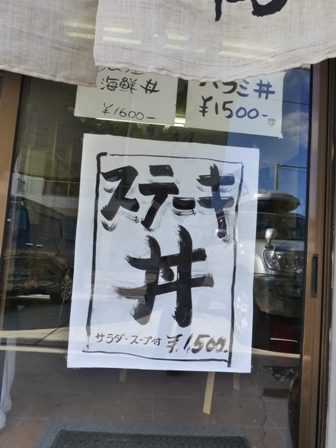 海鮮丼
¥1600-
ハラミ丼
¥1500-
ステーキ
丼
サラダ・スープ付 ¥1500-